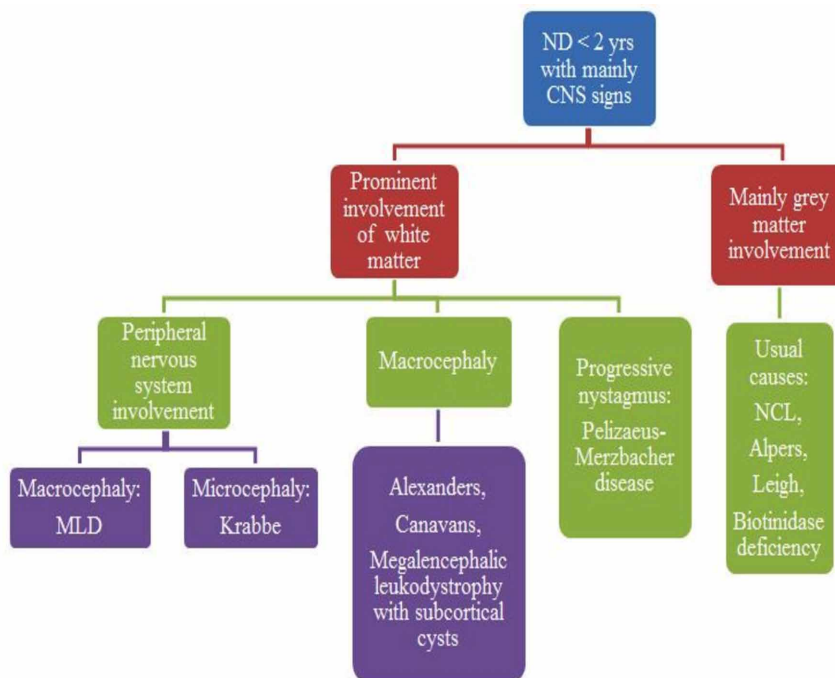 ND < 2 yrs
with mainly
CNS signs
Prominent
involvement
of white
matter
Mainly grey
matter
involvement
Peripheral
nervous
system
involvement
Macrocephaly
Progressive
nystagmus:
Pelizaeus-
Merzbacher
disease
Usual
causes:
NCL,
Alpers,
Leigh,
Biotinidase
deficiency
Macrocephaly:
MLD
Microcephaly:
Krabbe
Alexanders,
Canavans,
Megalencephalic
leukodystrophy
with subcortical
cysts